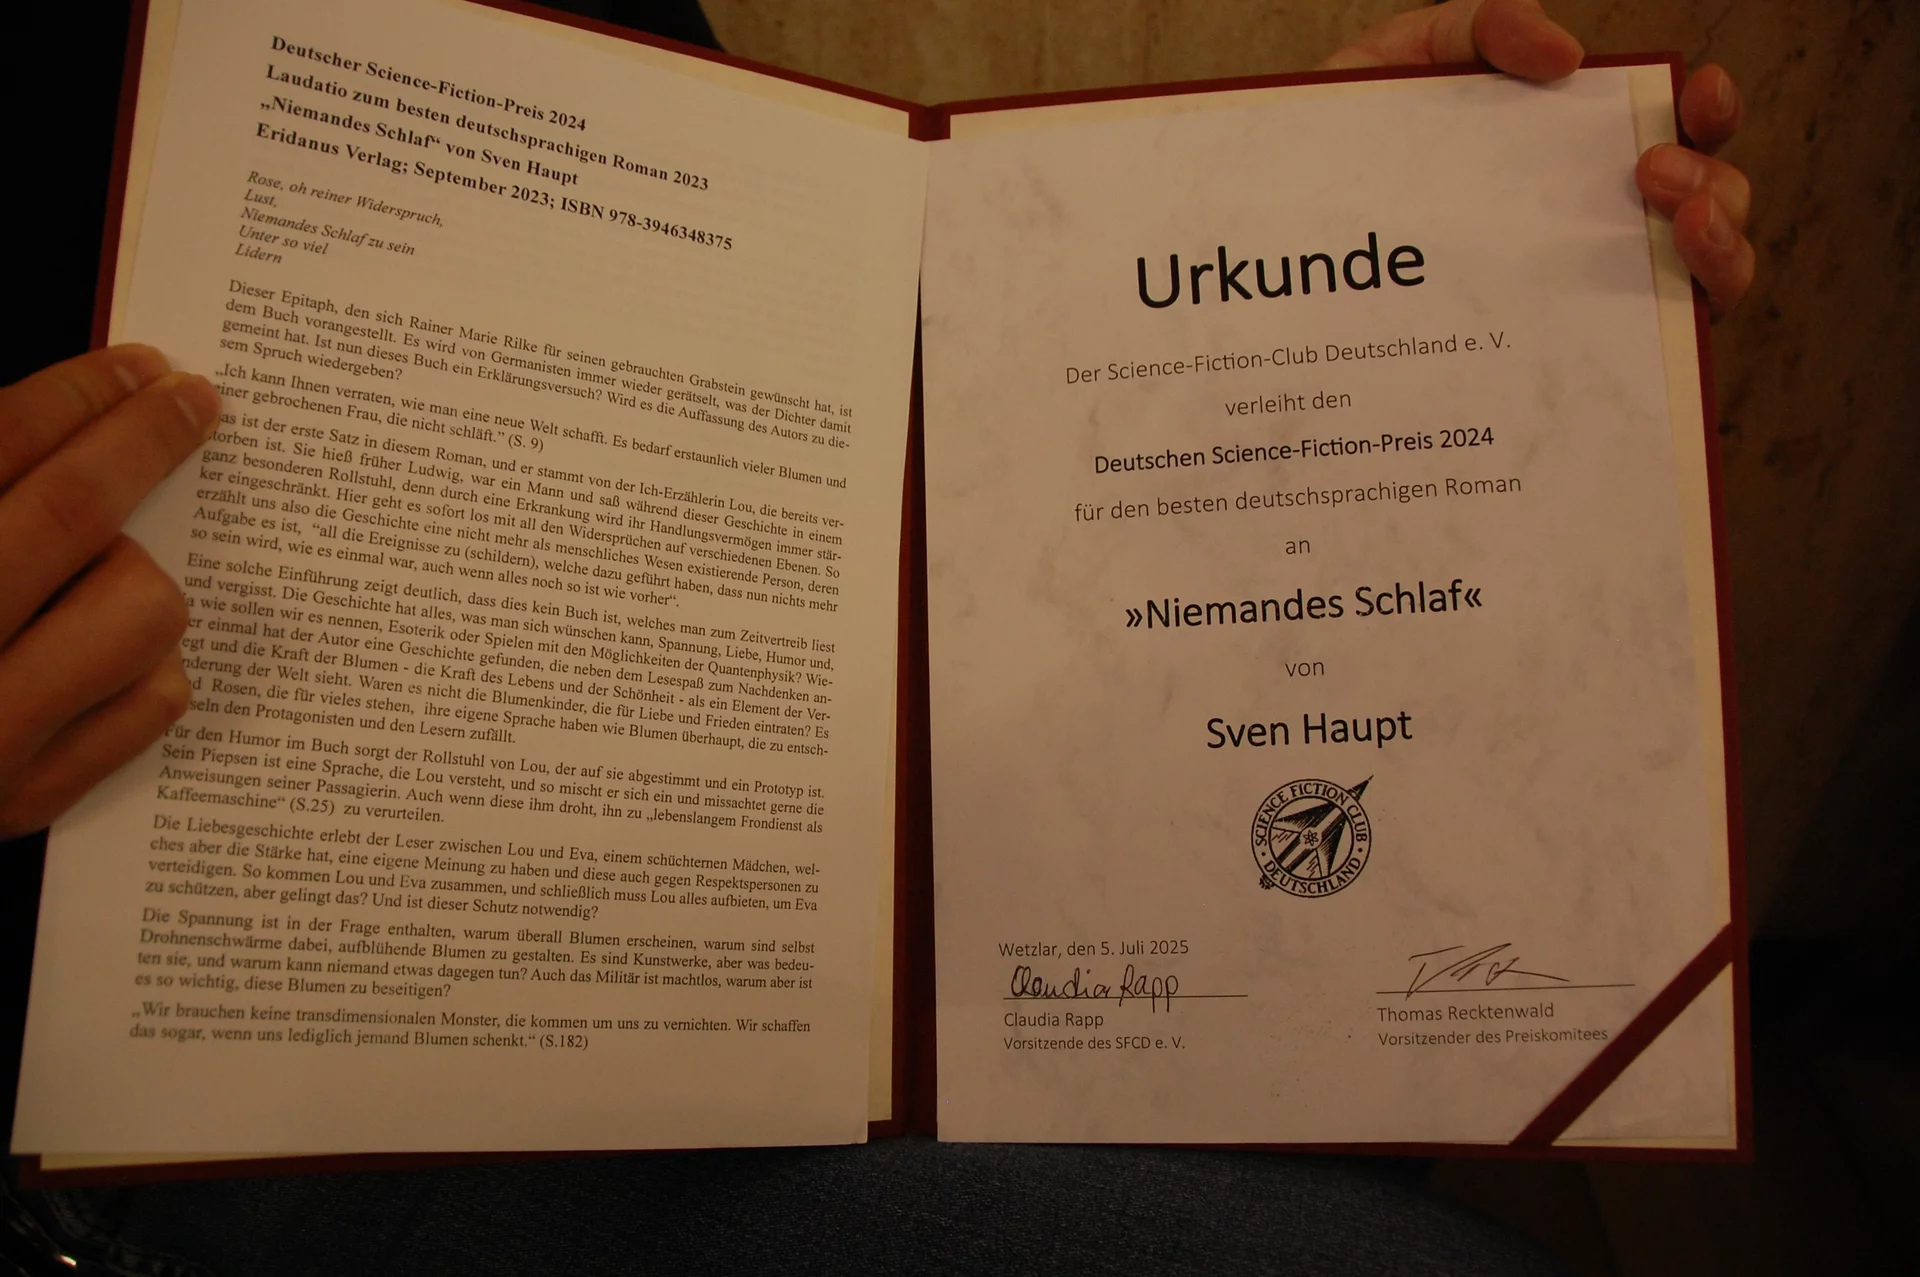 Deutscher Science-Fiction-Preis 2024
Laudatio zum besten deutschsprachigen Roman 2023
„Niemandes Schlaf“ von Sven Haupt
Eridanus Verlag; September 2023; ISBN 978-3946348375
Rose, oh reiner Widerspruch,
Lust,
Niemandes Schlaf zu sein
Unter so viel
Lidern
Dieser Epitaph, den sich Rainer Marie Rilke für seinen gebrauchten Grabstein gewünscht hat, ist
dem Buch vorangestellt. Es wird von Germanisten immer wieder gerätselt, was der Dichter damit
gemeint hat. Ist nun dieses Buch ein Erklärungsversuch? Wird es die Auffassung des Autors zu die-
sem Spruch wiedergeben?
„Ich kann Ihnen verraten, wie man eine neue Welt schafft. Es bedarf erstaunlich vieler Blumen und
einer gebrochenen Frau, die nicht schläft.” (S. 9)
as ist der erste Satz in diesem Roman, und er stammt von der Ich-Erzählerin Lou, die bereits ver-
torben ist. Sie hieß früher Ludwig, war ein Mann und saß während dieser Geschichte in einem
ganz besonderen Rollstuhl, denn durch eine Erkrankung wird ihr Handlungsvermögen immer stär-
ker eingeschränkt. Hier geht es sofort los mit all den Widersprüchen auf verschiedenen Ebenen. So
erzählt uns also die Geschichte eine nicht mehr als menschliches Wesen existierende Person, deren
Aufgabe es ist, “all die Ereignisse zu (schildern), welche dazu geführt haben, dass nun nichts mehr
so sein wird, wie es einmal war, auch wenn alles noch so ist wie vorher“.
Eine solche Einführung zeigt deutlich, dass dies kein Buch ist, welches man zum Zeitvertreib liest
und vergisst. Die Geschichte hat alles, was man sich wünschen kann, Spannung, Liebe, Humor und,
a wie sollen wir es nennen, Esoterik oder Spielen mit den Möglichkeiten der Quantenphysik? Wie-
er einmal hat der Autor eine Geschichte gefunden, die neben dem Lesespaß zum Nachdenken an-
egt und die Kraft der Blumen - die Kraft des Lebens und der Schönheit - als ein Element der Ver-
nderung der Welt sieht. Waren es nicht die Blumenkinder, die für Liebe und Frieden eintraten? Es
d Rosen, die für vieles stehen, ihre eigene Sprache haben wie Blumen überhaupt, die zu entsch-
seln den Protagonisten und den Lesern zufällt.
Für den Humor im Buch sorgt der Rollstuhl von Lou, der auf sie abgestimmt und ein Prototyp ist.
Sein Piepsen ist eine Sprache, die Lou versteht, und so mischt er sich ein und missachtet gerne die
Anweisungen seiner Passagierin. Auch wenn diese ihm droht, ihn zu „lebenslangem Frondienst als
Kaffeemaschine“ (S.25) zu verurteilen.
Die Liebesgeschichte erlebt der Leser zwischen Lou und Eva, einem schüchternen Mädchen, wel-
ches aber die Stärke hat, eine eigene Meinung zu haben und diese auch gegen Respektspersonen zu
verteidigen. So kommen Lou und Eva zusammen, und schließlich muss Lou alles aufbieten, um Eva
zu schützen, aber gelingt das? Und ist dieser Schutz notwendig?
Die Spannung ist in der Frage enthalten, warum überall Blumen erscheinen, warum sind selbst
Drohnenschwärme dabei, aufblühende Blumen zu gestalten. Es sind Kunstwerke, aber was bedeu-
ten sie, und warum kann niemand etwas dagegen tun? Auch das Militär ist machtlos, warum aber ist
es so wichtig, diese Blumen zu beseitigen?
„Wir brauchen keine transdimensionalen Monster, die kommen um uns zu vernichten. Wir schaffen
das sogar, wenn uns lediglich jemand Blumen schenkt.“ (S.182)
Urkunde
Der Science-Fiction-Club Deutschland e. V.
verleiht den
Deutschen Science-Fiction-Preis 2024
für den besten deutschsprachigen Roman
an
»Niemandes Schlaf«
von
Sven Haupt
SCIENCE FICTION CLUB
DEUTSCHLAND
Wetzlar, den 5. Juli 2025
Claudia Rapp
Claudia Rapp
Vorsitzende des SFCD e. V.
Thomas Recktenwald
Vorsitzender des Preiskomitees